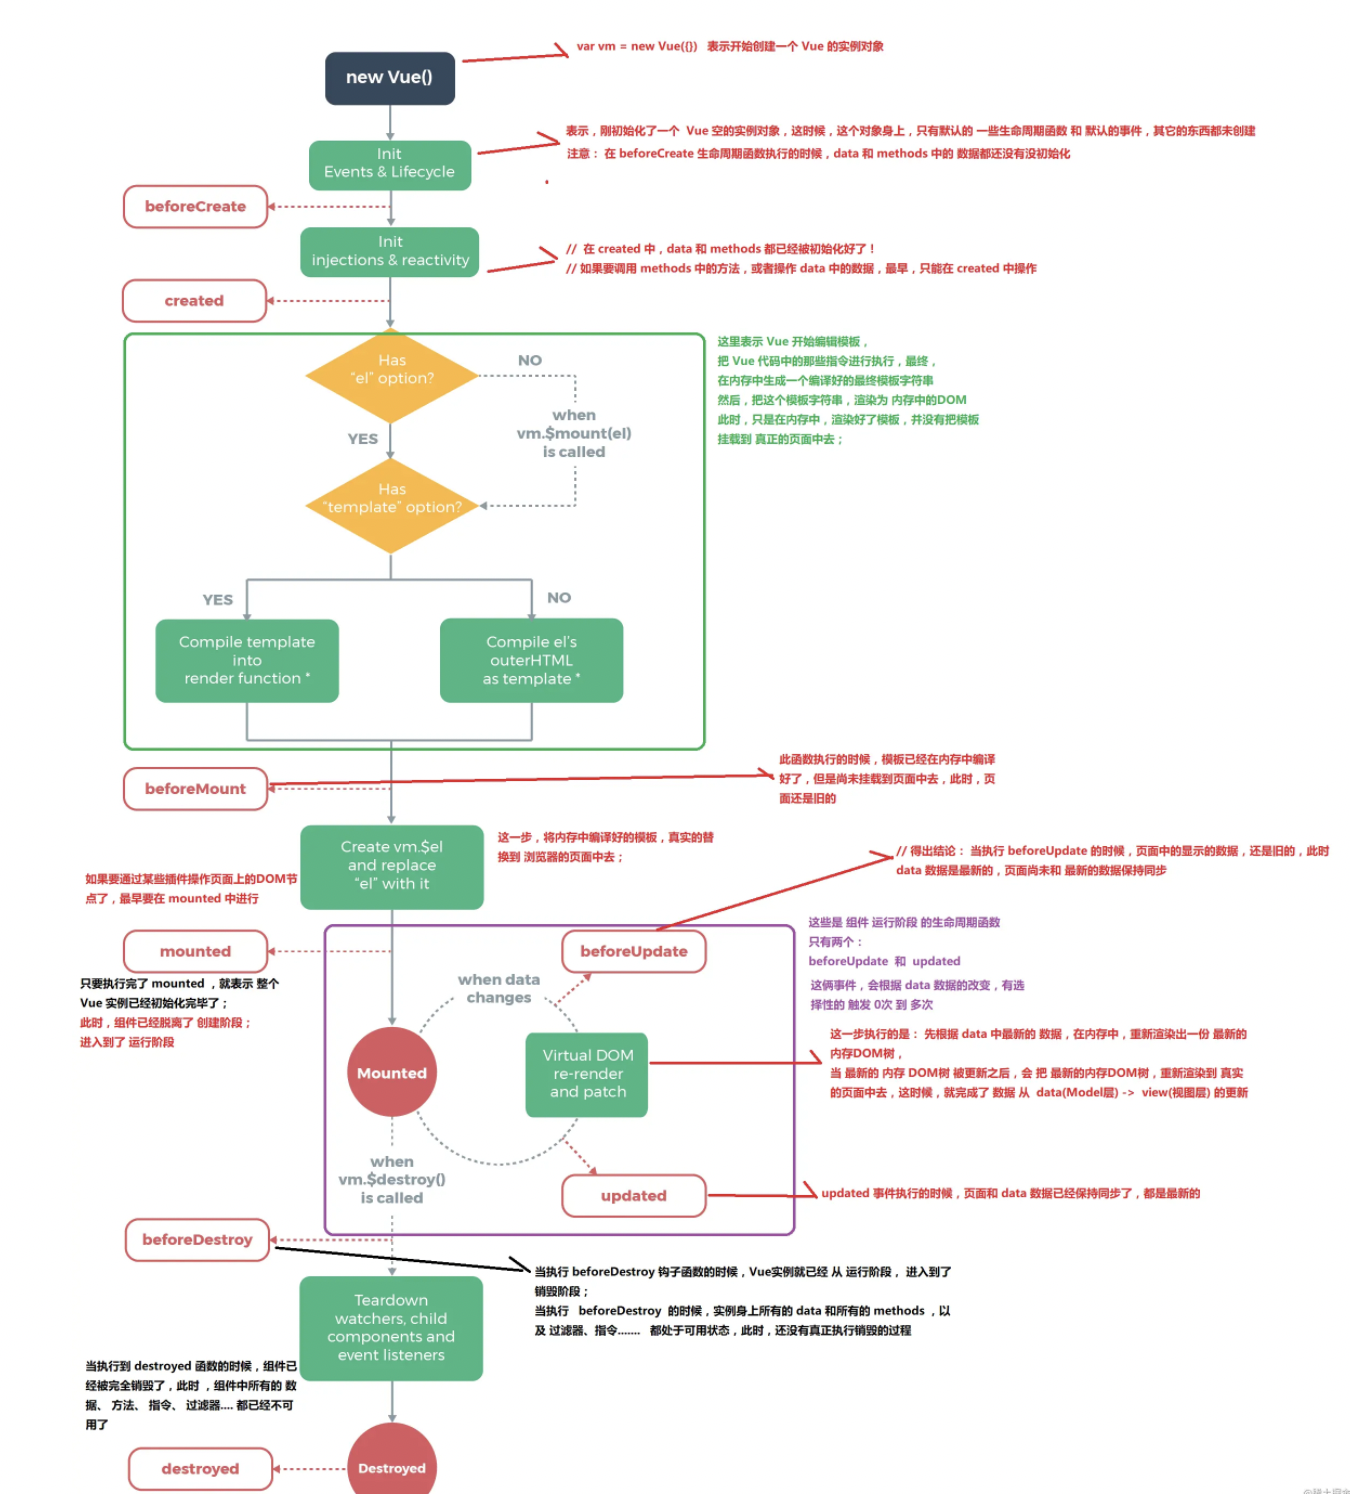 var vm = new Vue({}) 表示开始创建一个 Vue 的实例对象
new Vue()
表示，刚初始化了一个 Vue 空的实例对象，这时候，这个对象身上，只有默认的 一些生命周期函数 和 默认的事件，其它的东西都未创建
注意： 在 beforeCreate 生命周期函数执行的时候，data 和 methods 中的 数据都还没有没初始化
Init
Events & Lifecycle
beforeCreate
Init
injections & reactivity
// 在 created 中，data 和 methods 都已经被初始化好了！
// 如果要调用 methods 中的方法，或者操作 data 中的数据，最早，只能在 created 中操作
created
这里表示 Vue 开始编辑模板，
把 Vue 代码中的那些指令进行执行，最终，
在内存中生成一个编译好的最终模板字符串
然后，把这个模板字符串，渲染为 内存中的DOM
此时，只是在内存中，渲染好了模板，并没有把模板
挂载到 真正的页面中去；
Has
“el” option?
NO
when
vm.$mount(el)
is called
YES
Has
“template” option?
YES
NO
Compile template
into
render function *
Compile el’s
outerHTML
as template *
beforeMount
此函数执行的时候，模板已经在内存中编译
好了，但是尚未挂载到页面中去，此时，页
面还是旧的
Create vm.$el
and replace
“el” with it
这一步，将内存中编译好的模板，真实的替
换到 浏览器的页面中去；
// 得出结论： 当执行 beforeUpdate 的时候，页面中的显示的数据，还是旧的，此时
data 数据是最新的，页面尚未和 最新的数据保持同步
如果要通过某些插件操作页面上的DOM节
点了，最早要在 mounted 中进行
mounted
只要执行完了 mounted ，就表示 整个
Vue 实例已经初始化完毕了；
此时，组件已经脱离了 创建阶段；
进入到了 运行阶段
beforeUpdate
这些是 组件 运行阶段 的生命周期函数
只有两个：
beforeUpdate 和 updated
这俩事件，会根据 data 数据的改变，有选
择性的 触发 0次 到 多次
when data
changes
Mounted
Virtual DOM
re-render
and patch
这一步执行的是： 先根据 data 中最新的 数据，在内存中，重新渲染出一份 最新的
内存DOM树，
当 最新的 内存 DOM树 被更新之后，会 把 最新的内存DOM树，重新渲染到 真实
的页面中去，这时候，就完成了 数据 从 data(Model层) -> view(视图层) 的更新
when
vm.$destroy()
is called
updated
updated 事件执行的时候，页面和 data 数据已经保持同步了，都是最新的
beforeDestroy
当执行 beforeDestroy 钩子函数的时候，Vue实例就已经 从 运行阶段， 进入到了
销毁阶段；
当执行 beforeDestroy 的时候，实例身上所有的 data 和所有的 methods ，以
及 过滤器、指令....... 都处于可用状态，此时，还没有真正执行销毁的过程
Teardown
watchers, child
components and
event listeners
当执行到 destroyed 函数的时候，组件已
经被完全销毁了，此时 ，组件中所有的 数
据、 方法、 指令、 过滤器.... 都已经不可
用了
destroyed
Destroyed